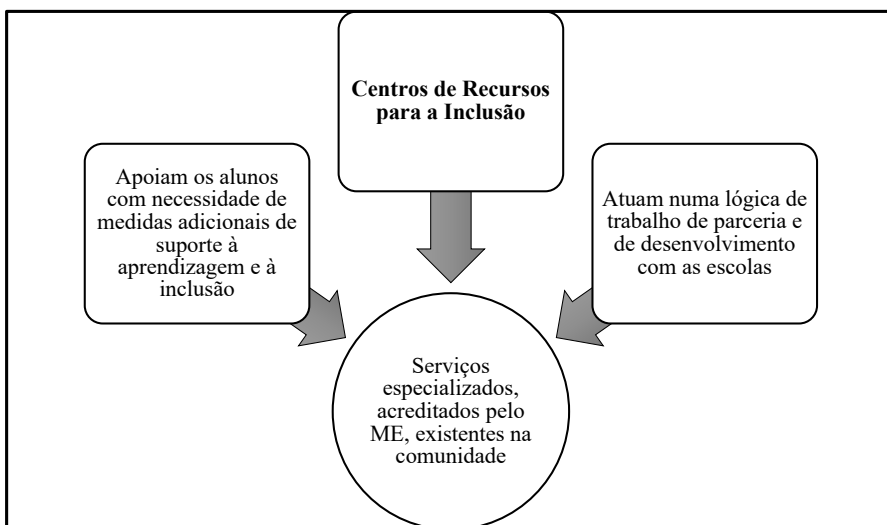 Centros de Recursos
para a Inclusão
Apoiam os alunos
com necessidade de
medidas adicionais de
suporte à
aprendizagem e à
inclusão
Atuam numa lógica de
trabalho de parceria e
de desenvolvimento
com as escolas
Serviços
especializados,
acreditados pelo
ME, existentes na
comunidade